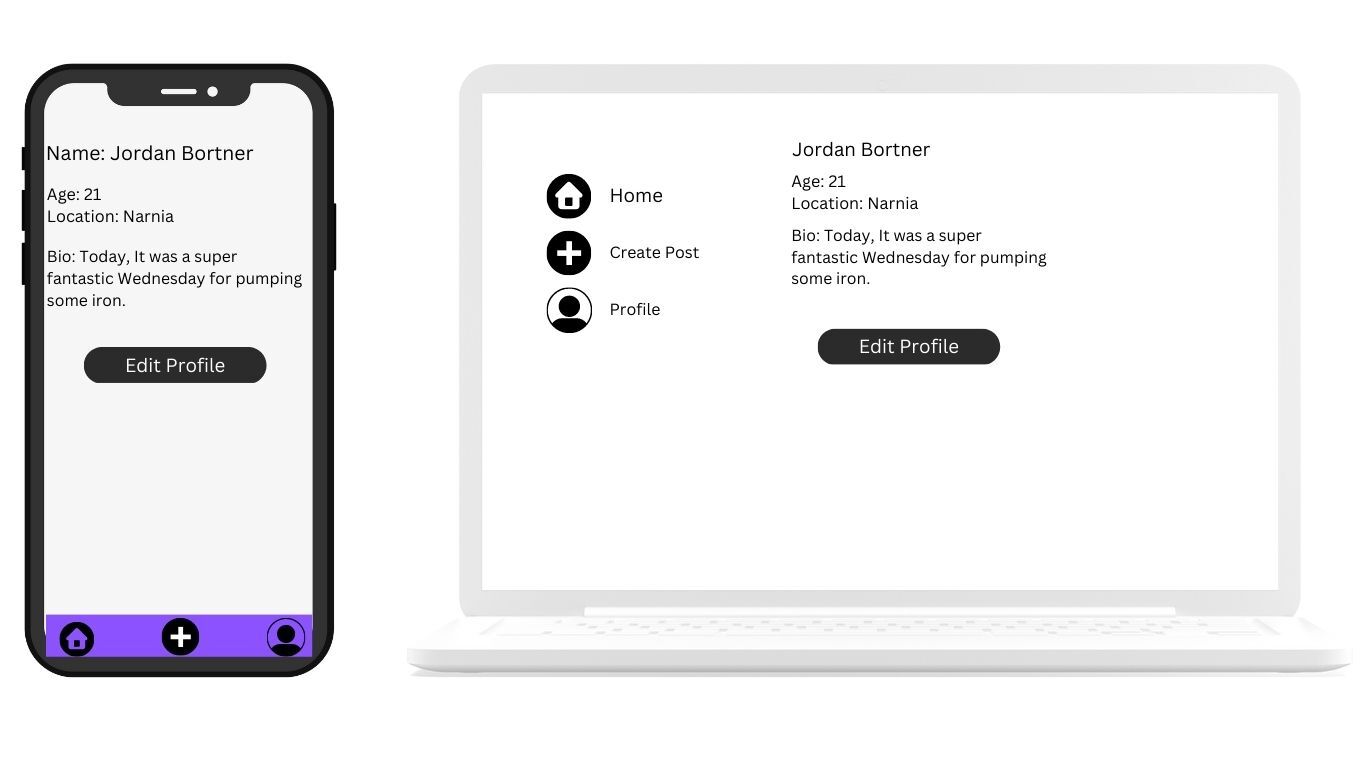 Name: Jordan Bortner
Age: 21
Location: Narnia
Bio: Today, It was a super
fantastic Wednesday for pumping
some iron.
Edit Profile
Home
Create Post
Profile
Jordan Bortner
Age: 21
Location: Narnia
Bio: Today, It was a super
fantastic Wednesday for pumping
some iron.
Edit Profile